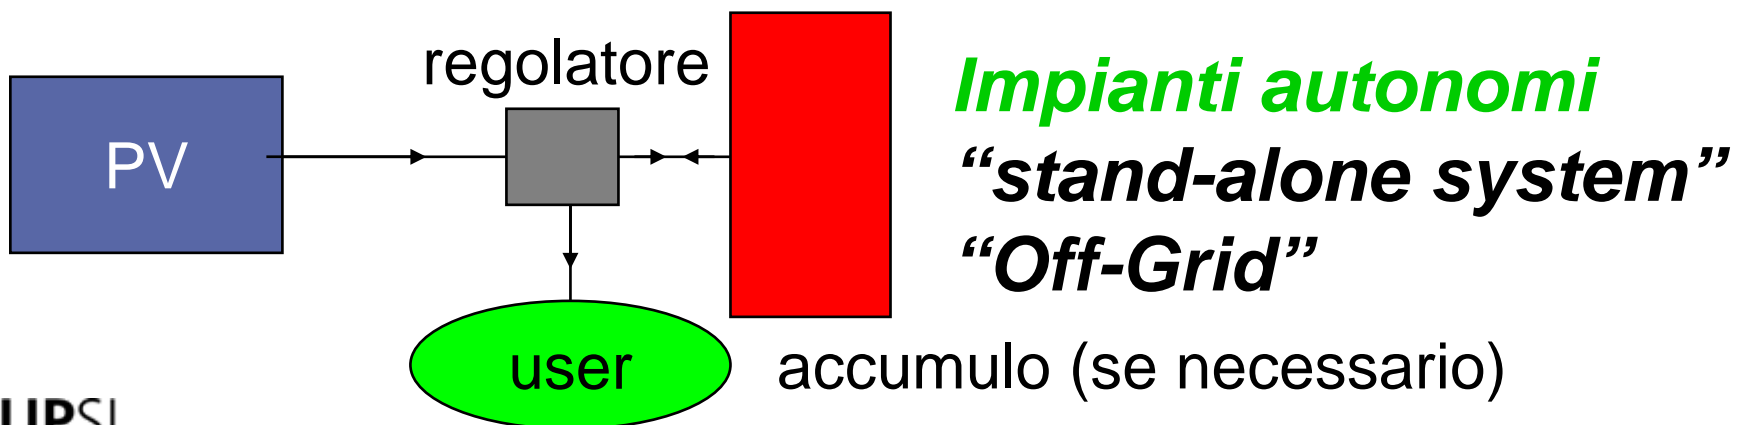 regolatore
PV
Impianti autonomi
“stand-alone system”
“Off-Grid”
user
accumulo (se necessario)